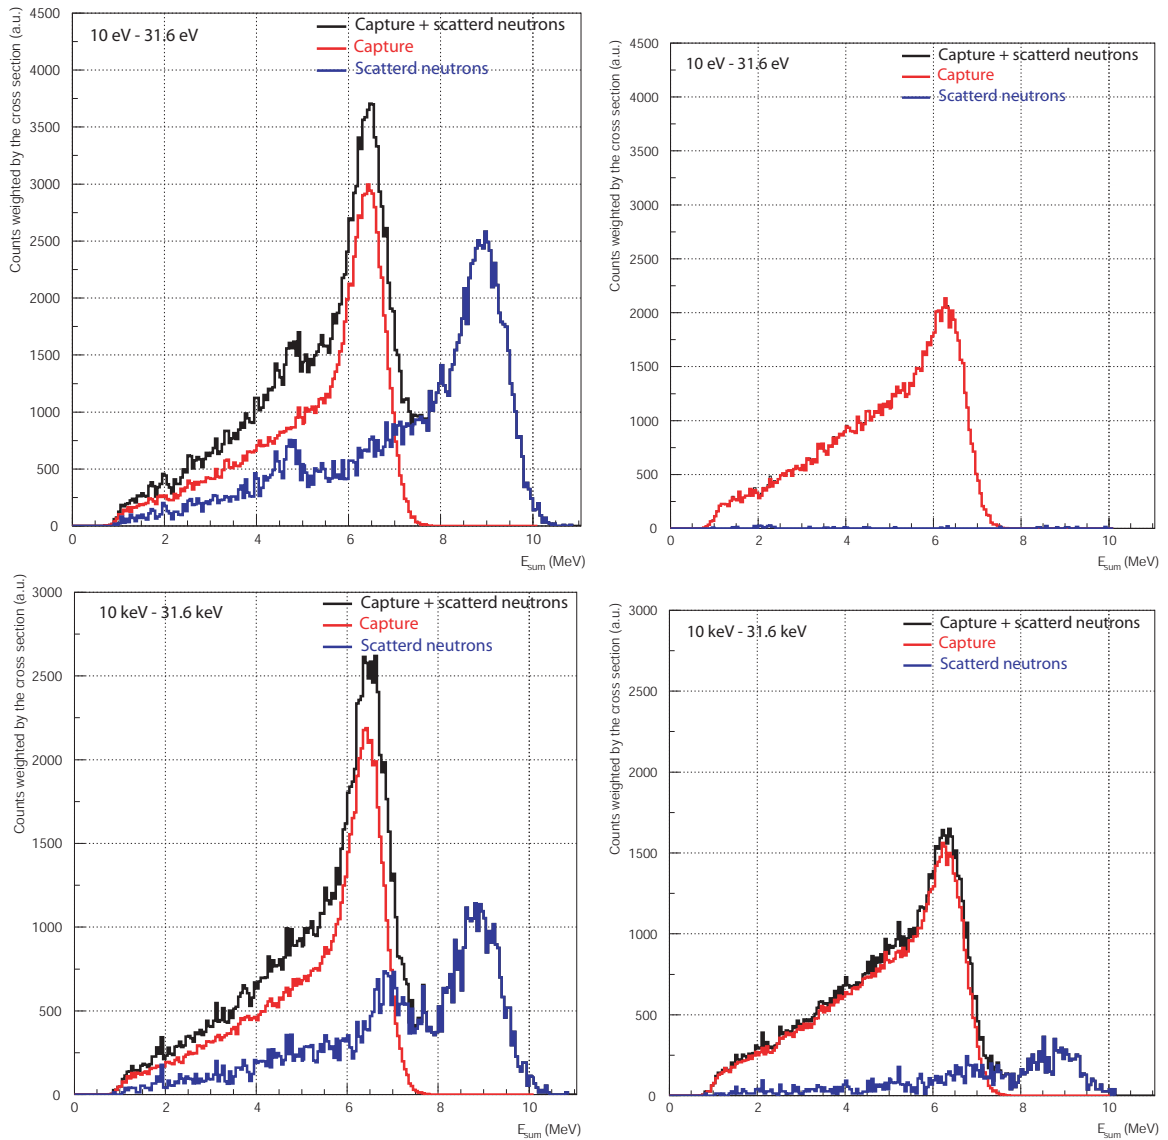 Counts weighted by the cross section (a.u.)
4500
4000
3500
3000
2500
2000
1500
1000
500
0
10 eV - 31.6 eV
Capture + scatterd neutrons
Capture
Scatterd neutrons
0 2 4 6 8 10
Esum (MeV)
Counts weighted by the cross section (a.u.)
4500
4000
3500
3000
2500
2000
1500
1000
500
0
10 eV - 31.6 eV
Capture + scatterd neutrons
Capture
Scatterd neutrons
0 2 4 6 8 10
Esum (MeV)
Counts weighted by the cross section (a.u.)
3000
2500
2000
1500
1000
500
0
10 keV - 31.6 keV
Capture + scatterd neutrons
Capture
Scatterd neutrons
0 2 4 6 8 10
Esum (MeV)
Counts weighted by the cross section (a.u.)
3000
2500
2000
1500
1000
500
0
10 keV - 31.6 keV
Capture + scatterd neutrons
Capture
Scatterd neutrons
0 2 4 6 8 10
Esum (MeV)